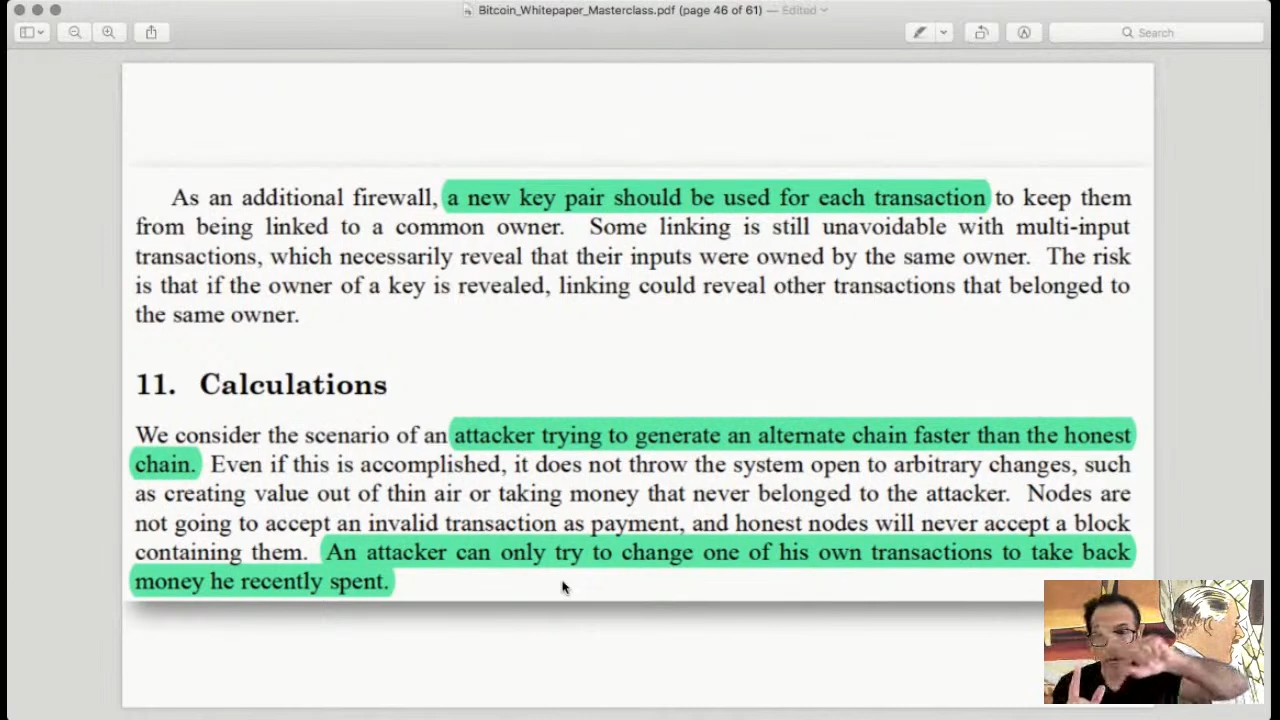 Bitcoin_Whitepaper_Masterclass.pdf (page 46 of 61) — Edited
Search
As an additional firewall, a new key pair should be used for each transaction to keep them
from being linked to a common owner. Some linking is still unavoidable with multi-input
transactions, which necessarily reveal that their inputs were owned by the same owner. The risk
is that if the owner of a key is revealed, linking could reveal other transactions that belonged to
the same owner.
11. Calculations
We consider the scenario of an attacker trying to generate an alternate chain faster than the honest
chain. Even if this is accomplished, it does not throw the system open to arbitrary changes, such
as creating value out of thin air or taking money that never belonged to the attacker. Nodes are
not going to accept an invalid transaction as payment, and honest nodes will never accept a block
containing them. An attacker can only try to change one of his own transactions to take back
money he recently spent.